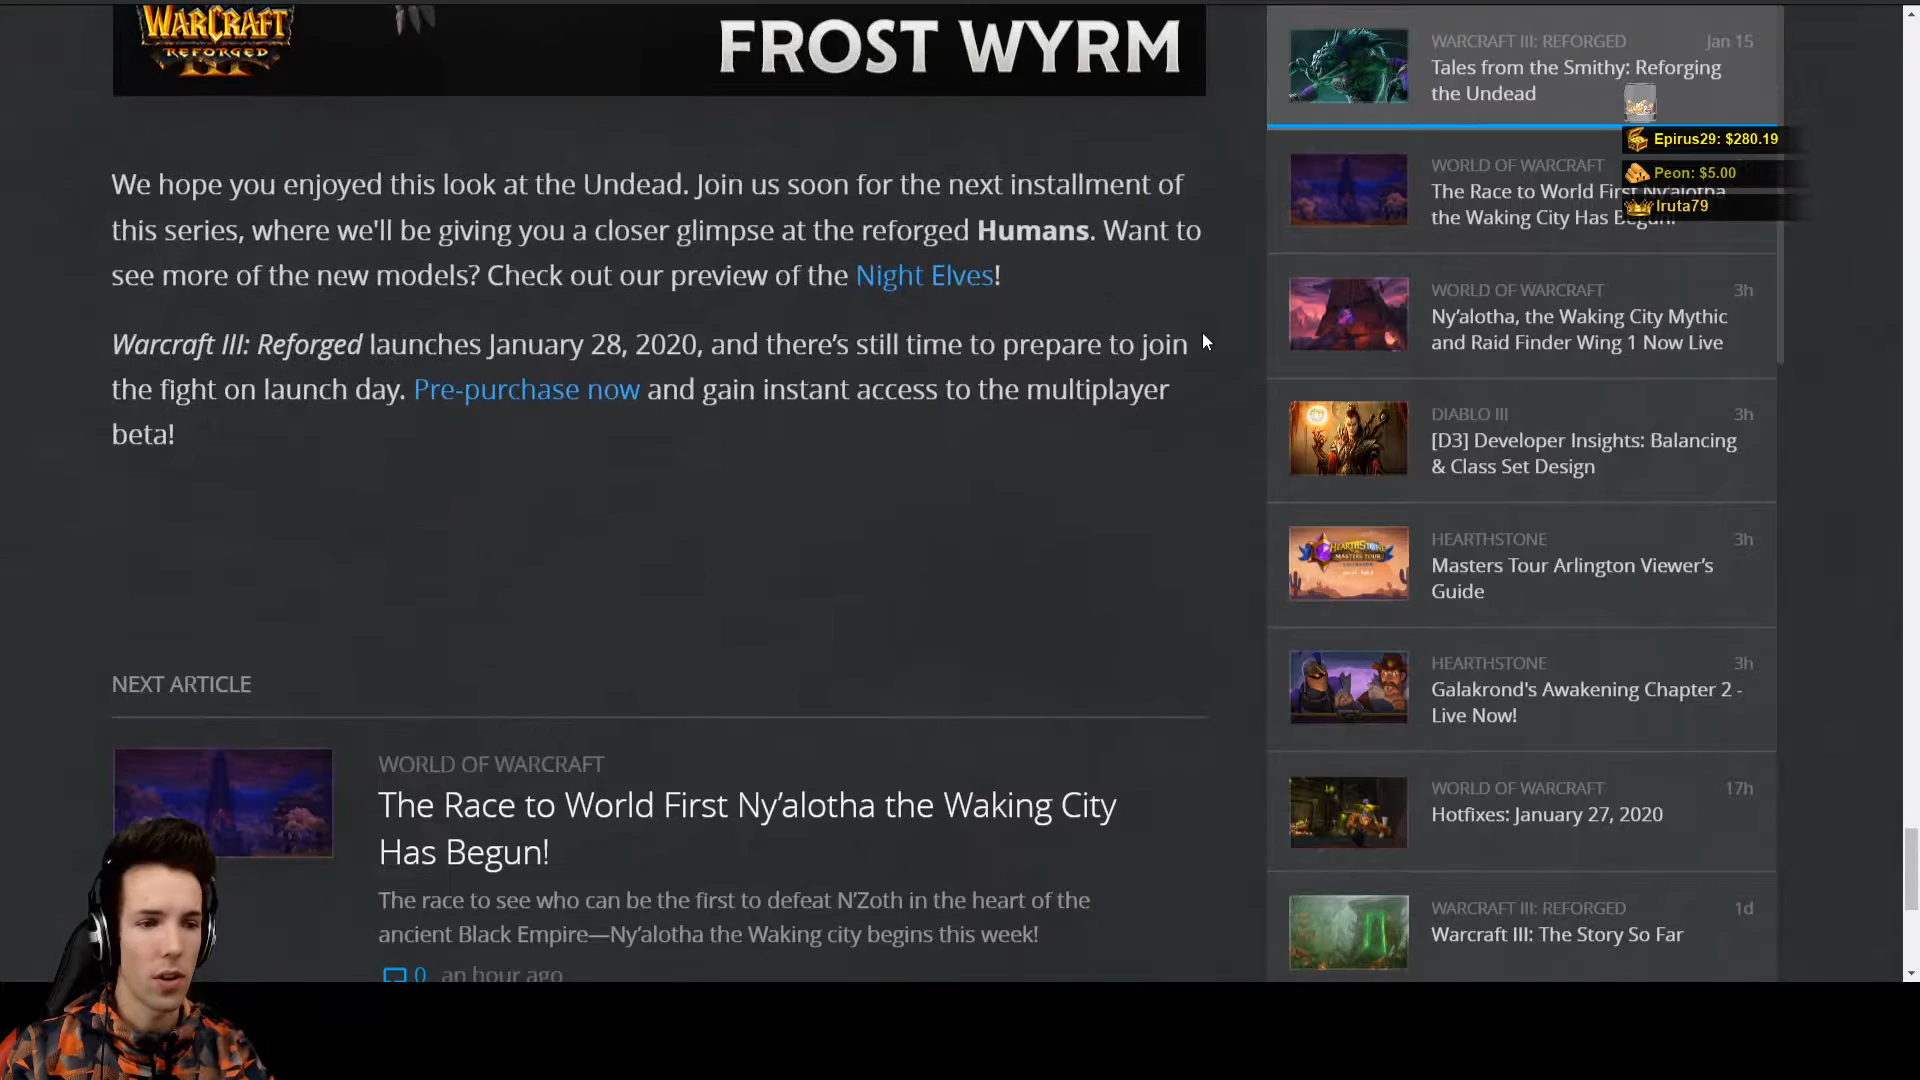 WARCRAFT
REFORGED
III
FROST WYRM
We hope you enjoyed this look at the Undead. Join us soon for the next installment of
this series, where we'll be giving you a closer glimpse at the reforged Humans. Want to
see more of the new models? Check out our preview of the Night Elves!
Warcraft III: Reforged launches January 28, 2020, and there’s still time to prepare to join
the fight on launch day. Pre-purchase now and gain instant access to the multiplayer
beta!
NEXT ARTICLE
WORLD OF WARCRAFT
The Race to World First Ny’alotha the Waking City
Has Begun!
The race to see who can be the first to defeat N’Zoth in the heart of the
ancient Black Empire—Ny’alotha the Waking city begins this week!
0 an hour ago
WARCRAFT III: REFORGED Jan 15
Tales from the Smithy: Reforging
the Undead
Epirus29: $280.19
Peon: $5.00
WORLD OF WARCRAFT
The Race to World First Ny’alotha
the Waking City Has Begun!
WORLD OF WARCRAFT 3h
Ny’alotha, the Waking City Mythic
and Raid Finder Wing 1 Now Live
DIABLO III 3h
[D3] Developer Insights: Balancing
& Class Set Design
HEARTHSTONE 3h
Masters Tour Arlington Viewer’s
Guide
HEARTHSTONE 3h
Galakrond's Awakening Chapter 2 -
Live Now!
WORLD OF WARCRAFT 17h
Hotfixes: January 27, 2020
WARCRAFT III: REFORGED 1d
Warcraft III: The Story So Far
HEARTHSTONE
MASTERS TOUR